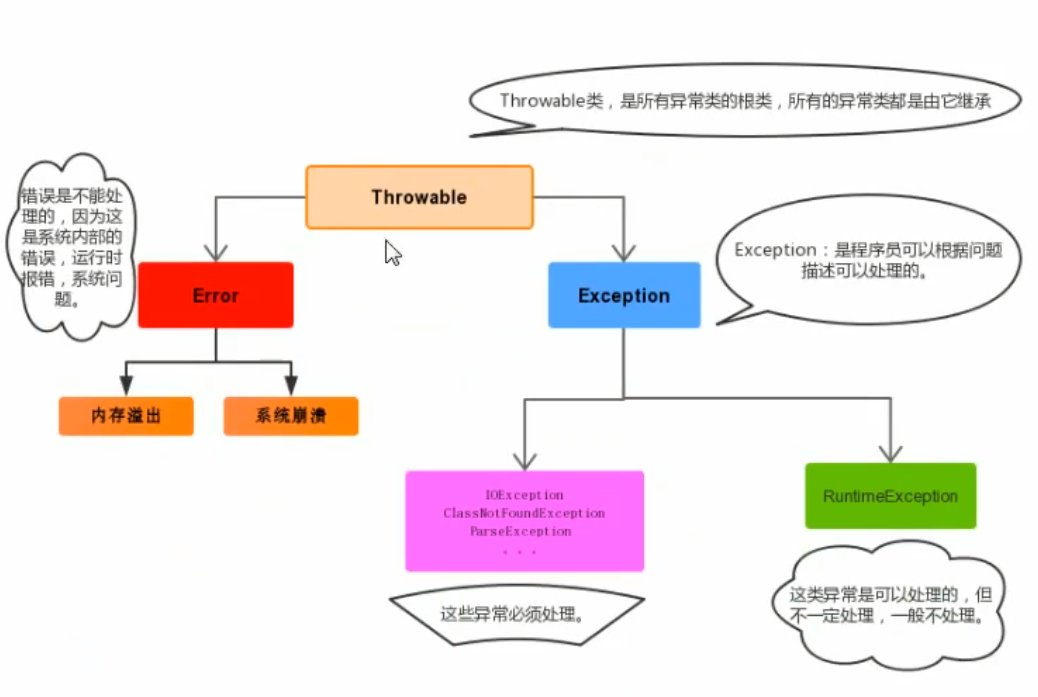 Throwable类，是所有异常类的根类，所有的异常类都是由它继承
Throwable
错误是不能处
理的，因为这
是系统内部的
错误，运行时
报错，系统问
题。
Exception：是程序员可以根据问题
描述可以处理的。
Error
Exception
内存溢出
系统崩溃
IOException
ClassNotFoundException
ParseException
. . .
RuntimeException
这些异常必须处理。
这类异常是可以处理的，但
不一定处理，一般不处理。